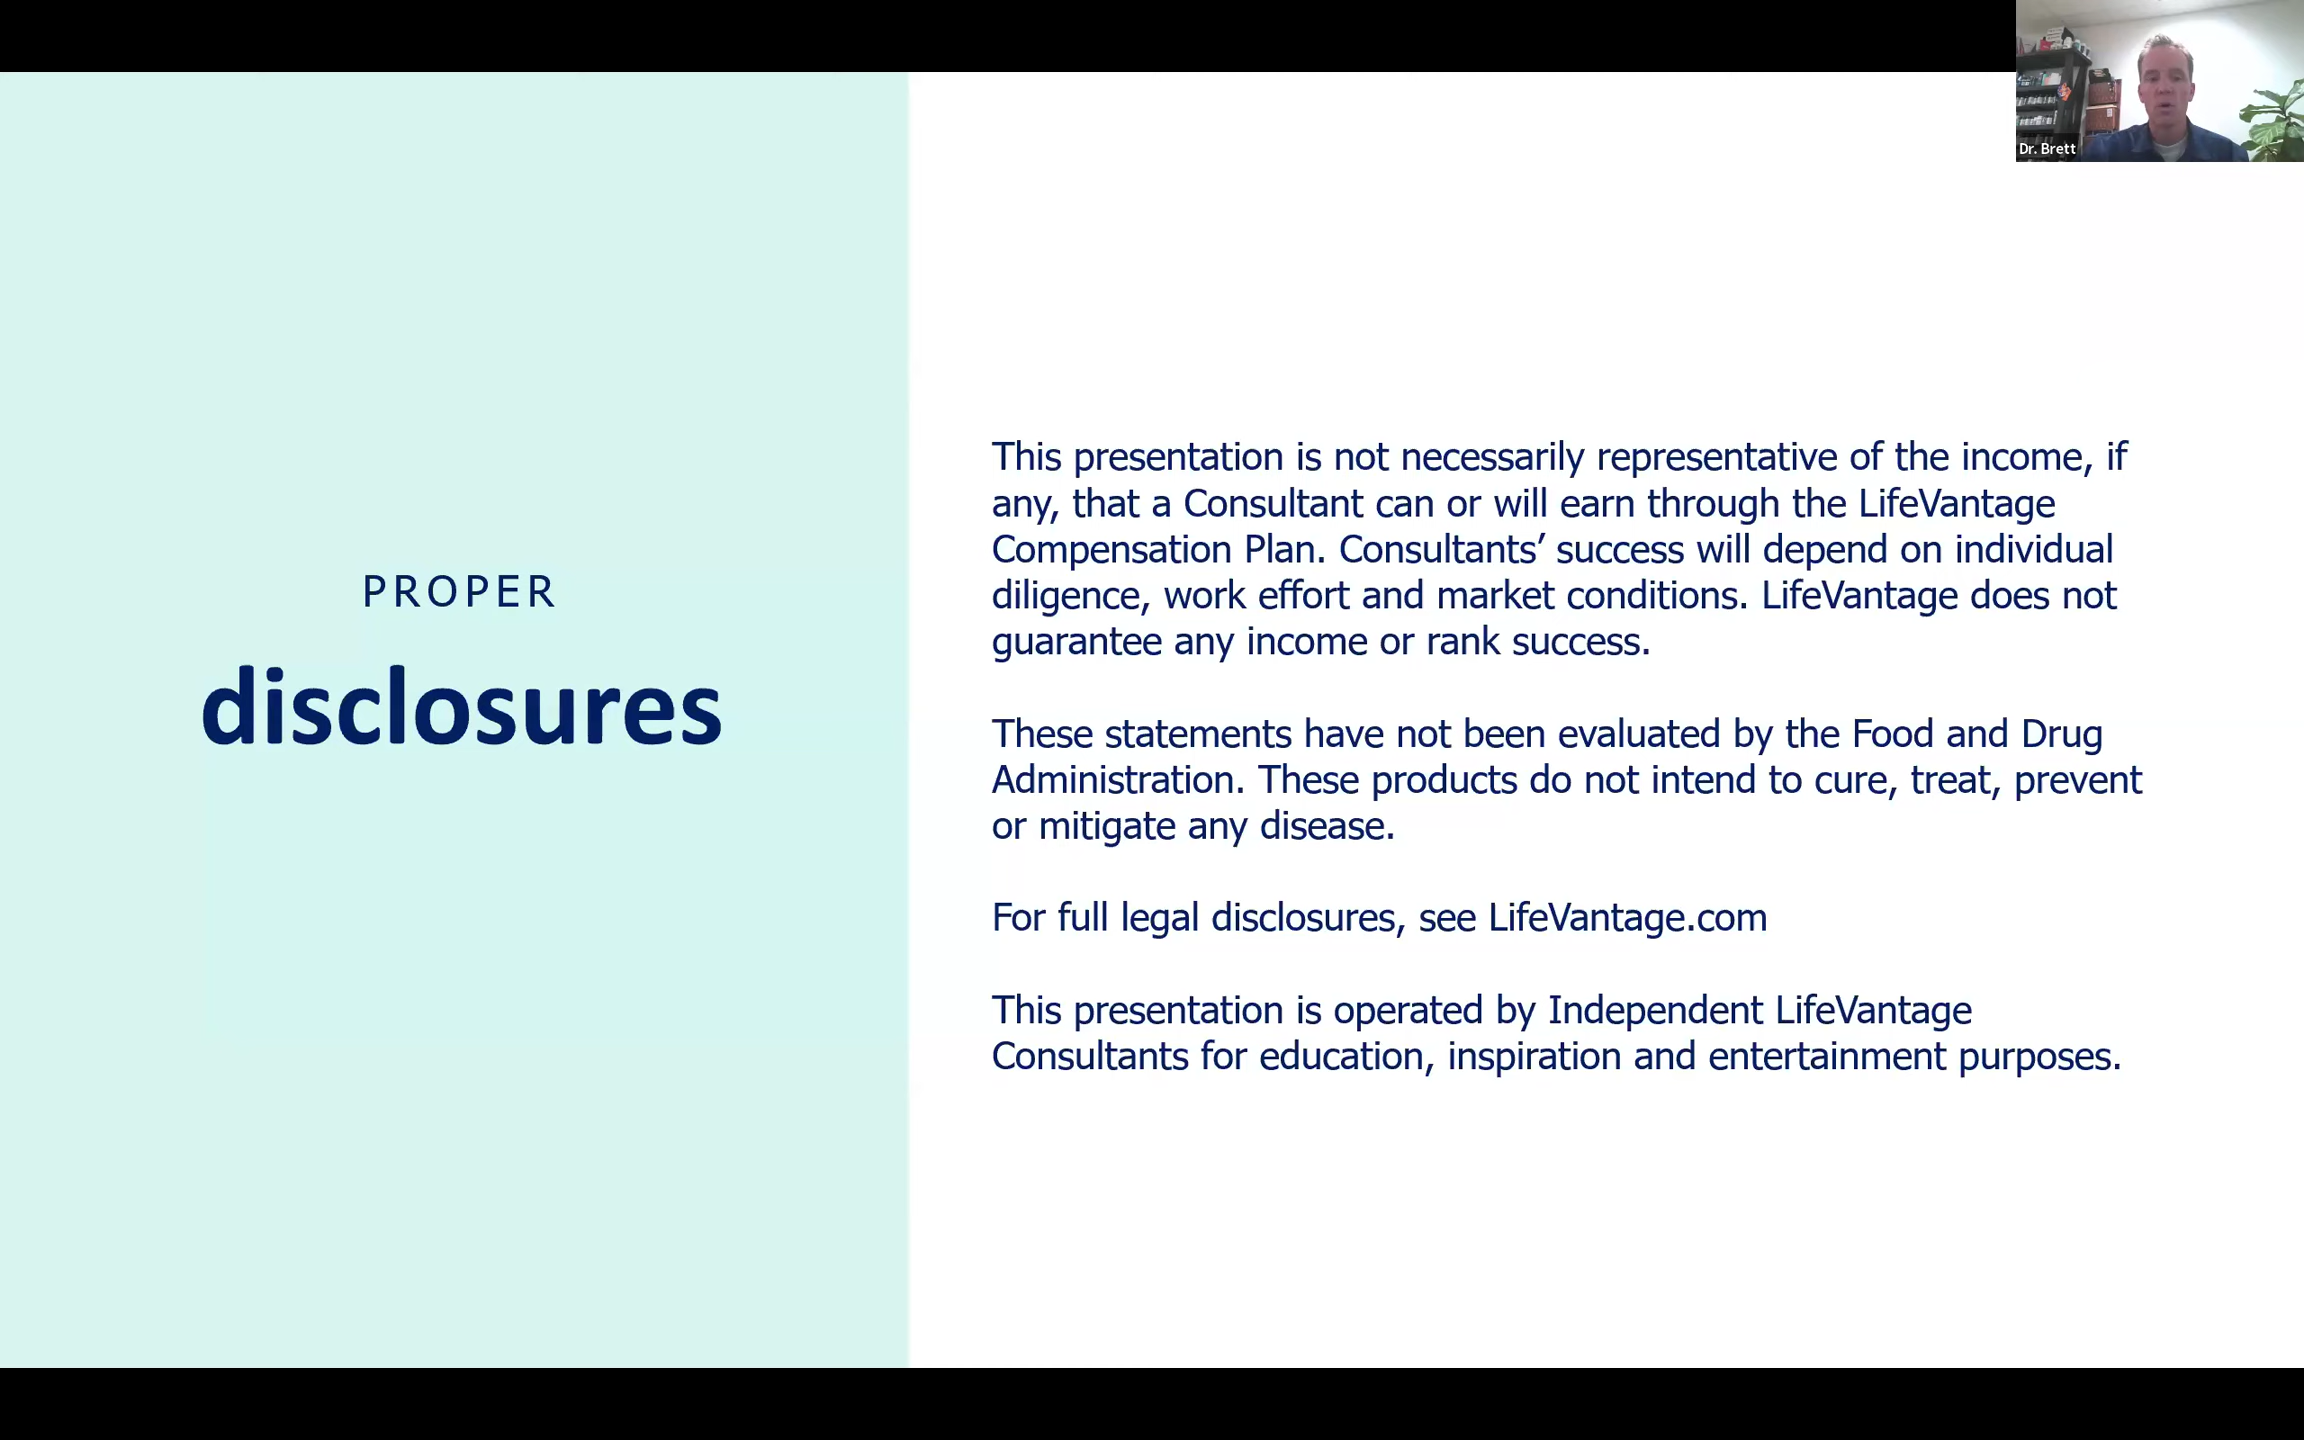 Dr. Brett
PROPER
disclosures
This presentation is not necessarily representative of the income, if
any, that a Consultant can or will earn through the LifeVantage
Compensation Plan. Consultants’ success will depend on individual
diligence, work effort and market conditions. LifeVantage does not
guarantee any income or rank success.
These statements have not been evaluated by the Food and Drug
Administration. These products do not intend to cure, treat, prevent
or mitigate any disease.
For full legal disclosures, see LifeVantage.com
This presentation is operated by Independent LifeVantage
Consultants for education, inspiration and entertainment purposes.